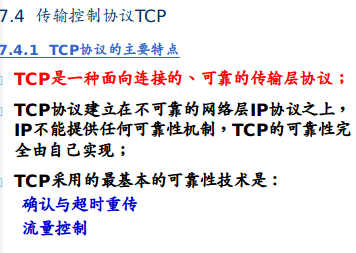 7.4 传输控制协议TCP
7.4.1 TCP协议的主要特点
TCP是一种面向连接的、可靠的传输层协议；
TCP协议建立在不可靠的网络层IP协议之上，
IP不能提供任何可靠性机制，TCP的可靠性完
全由自己实现；
TCP采用的最基本的可靠性技术是：
确认与超时重传
流量控制